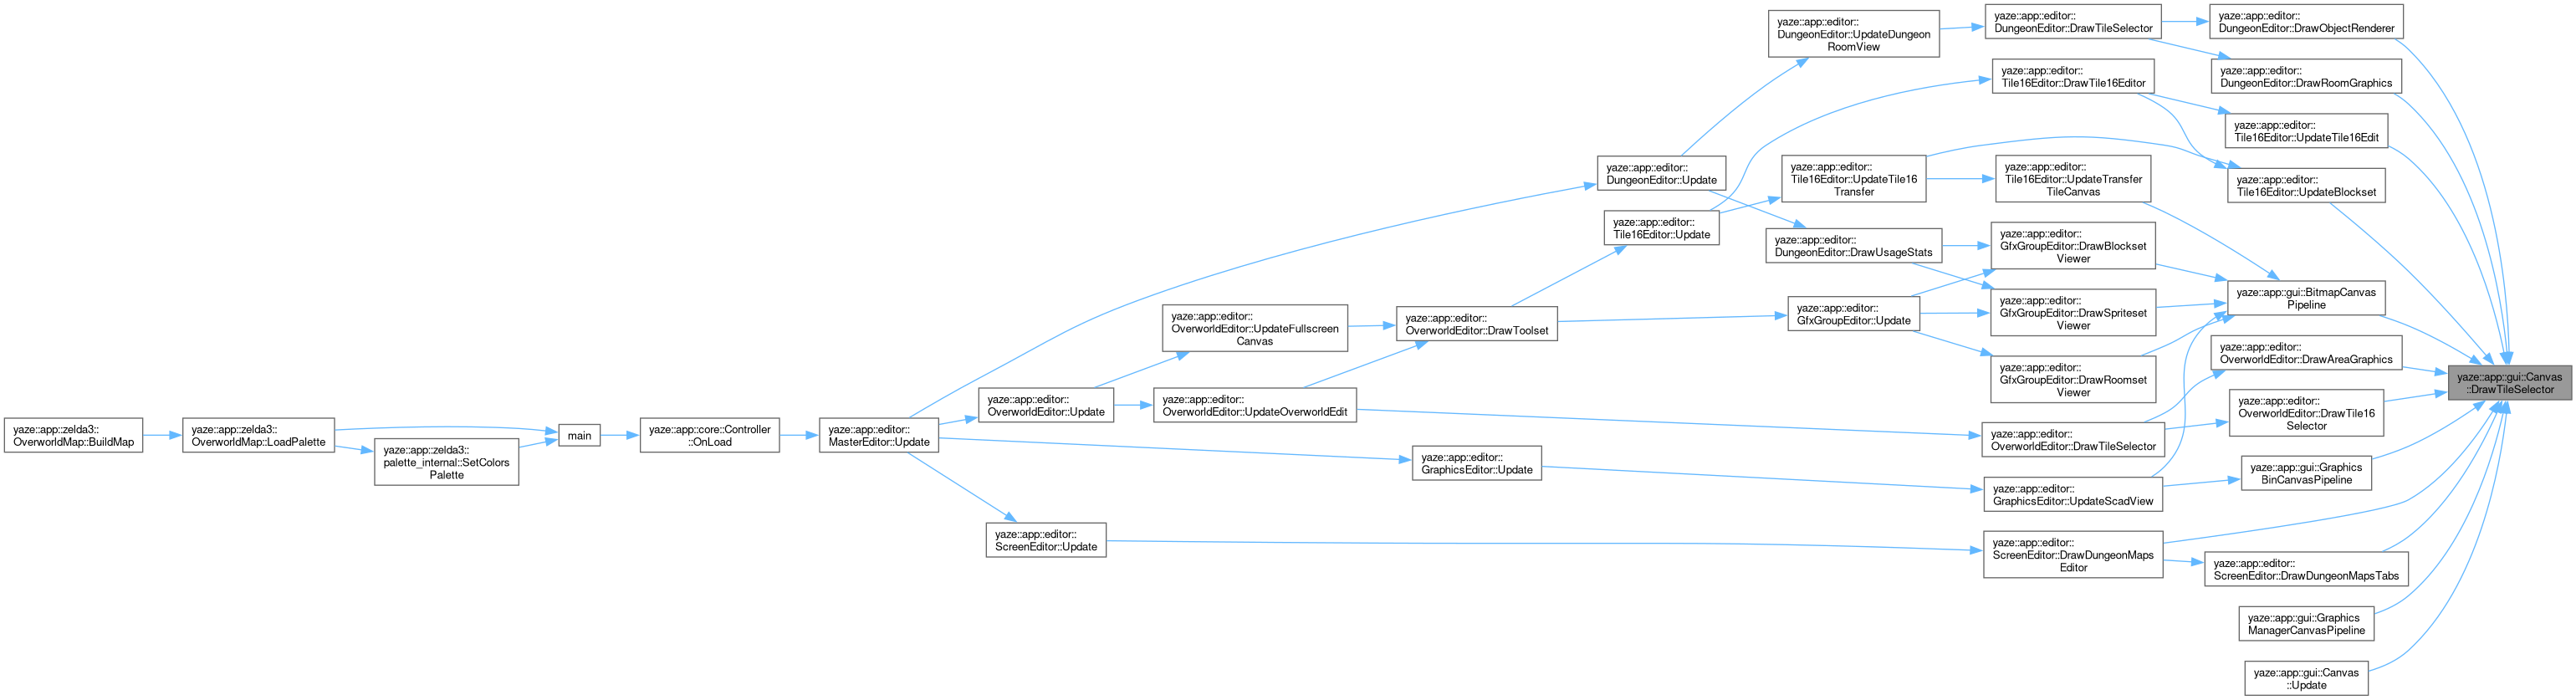 yaze::app::zelda3::
OverworldMap::BuildMap
yaze::app::zelda3::
OverworldMap::LoadPalette
yaze::app::zelda3::
palette_internal::SetColors
Palette
main
yaze::app::core::Controller
::OnLoad
yaze::app::editor::
MasterEditor::Update
yaze::app::editor::
OverworldEditor::Update
yaze::app::editor::
ScreenEditor::Update
yaze::app::editor::
OverworldEditor::UpdateFullscreen
Canvas
yaze::app::editor::
OverworldEditor::UpdateOverworldEdit
yaze::app::editor::
OverworldEditor::DrawToolset
yaze::app::editor::
GraphicsEditor::Update
yaze::app::editor::
DungeonEditor::Update
yaze::app::editor::
Tile16Editor::Update
yaze::app::editor::
DungeonEditor::UpdateDungeon
RoomView
yaze::app::editor::
Tile16Editor::UpdateTile16
Transfer
yaze::app::editor::
DungeonEditor::DrawUsageStats
yaze::app::editor::
GfxGroupEditor::Update
yaze::app::editor::
DungeonEditor::DrawTileSelector
yaze::app::editor::
Tile16Editor::DrawTile16Editor
yaze::app::editor::
Tile16Editor::UpdateTransfer
TileCanvas
yaze::app::editor::
GfxGroupEditor::DrawBlockset
Viewer
yaze::app::editor::
GfxGroupEditor::DrawSpriteset
Viewer
yaze::app::editor::
GfxGroupEditor::DrawRoomset
Viewer
yaze::app::editor::
OverworldEditor::DrawTileSelector
yaze::app::editor::
GraphicsEditor::UpdateScadView
yaze::app::editor::
ScreenEditor::DrawDungeonMaps
Editor
yaze::app::editor::
DungeonEditor::DrawObjectRenderer
yaze::app::editor::
DungeonEditor::DrawRoomGraphics
yaze::app::editor::
Tile16Editor::UpdateTile16Edit
yaze::app::editor::
Tile16Editor::UpdateBlockset
yaze::app::gui::BitmapCanvas
Pipeline
yaze::app::editor::
OverworldEditor::DrawAreaGraphics
yaze::app::editor::
OverworldEditor::DrawTile16
Selector
yaze::app::gui::Graphics
BinCanvasPipeline
yaze::app::editor::
ScreenEditor::DrawDungeonMapsTabs
yaze::app::gui::Graphics
ManagerCanvasPipeline
yaze::app::gui::Canvas
::Update
yaze::app::gui::Canvas
::DrawTileSelector